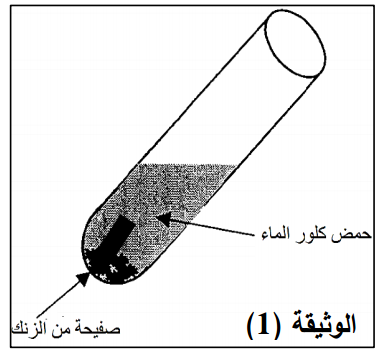 حمض كلور الماء
صفيحة من الزنك
الوثيقة (1)